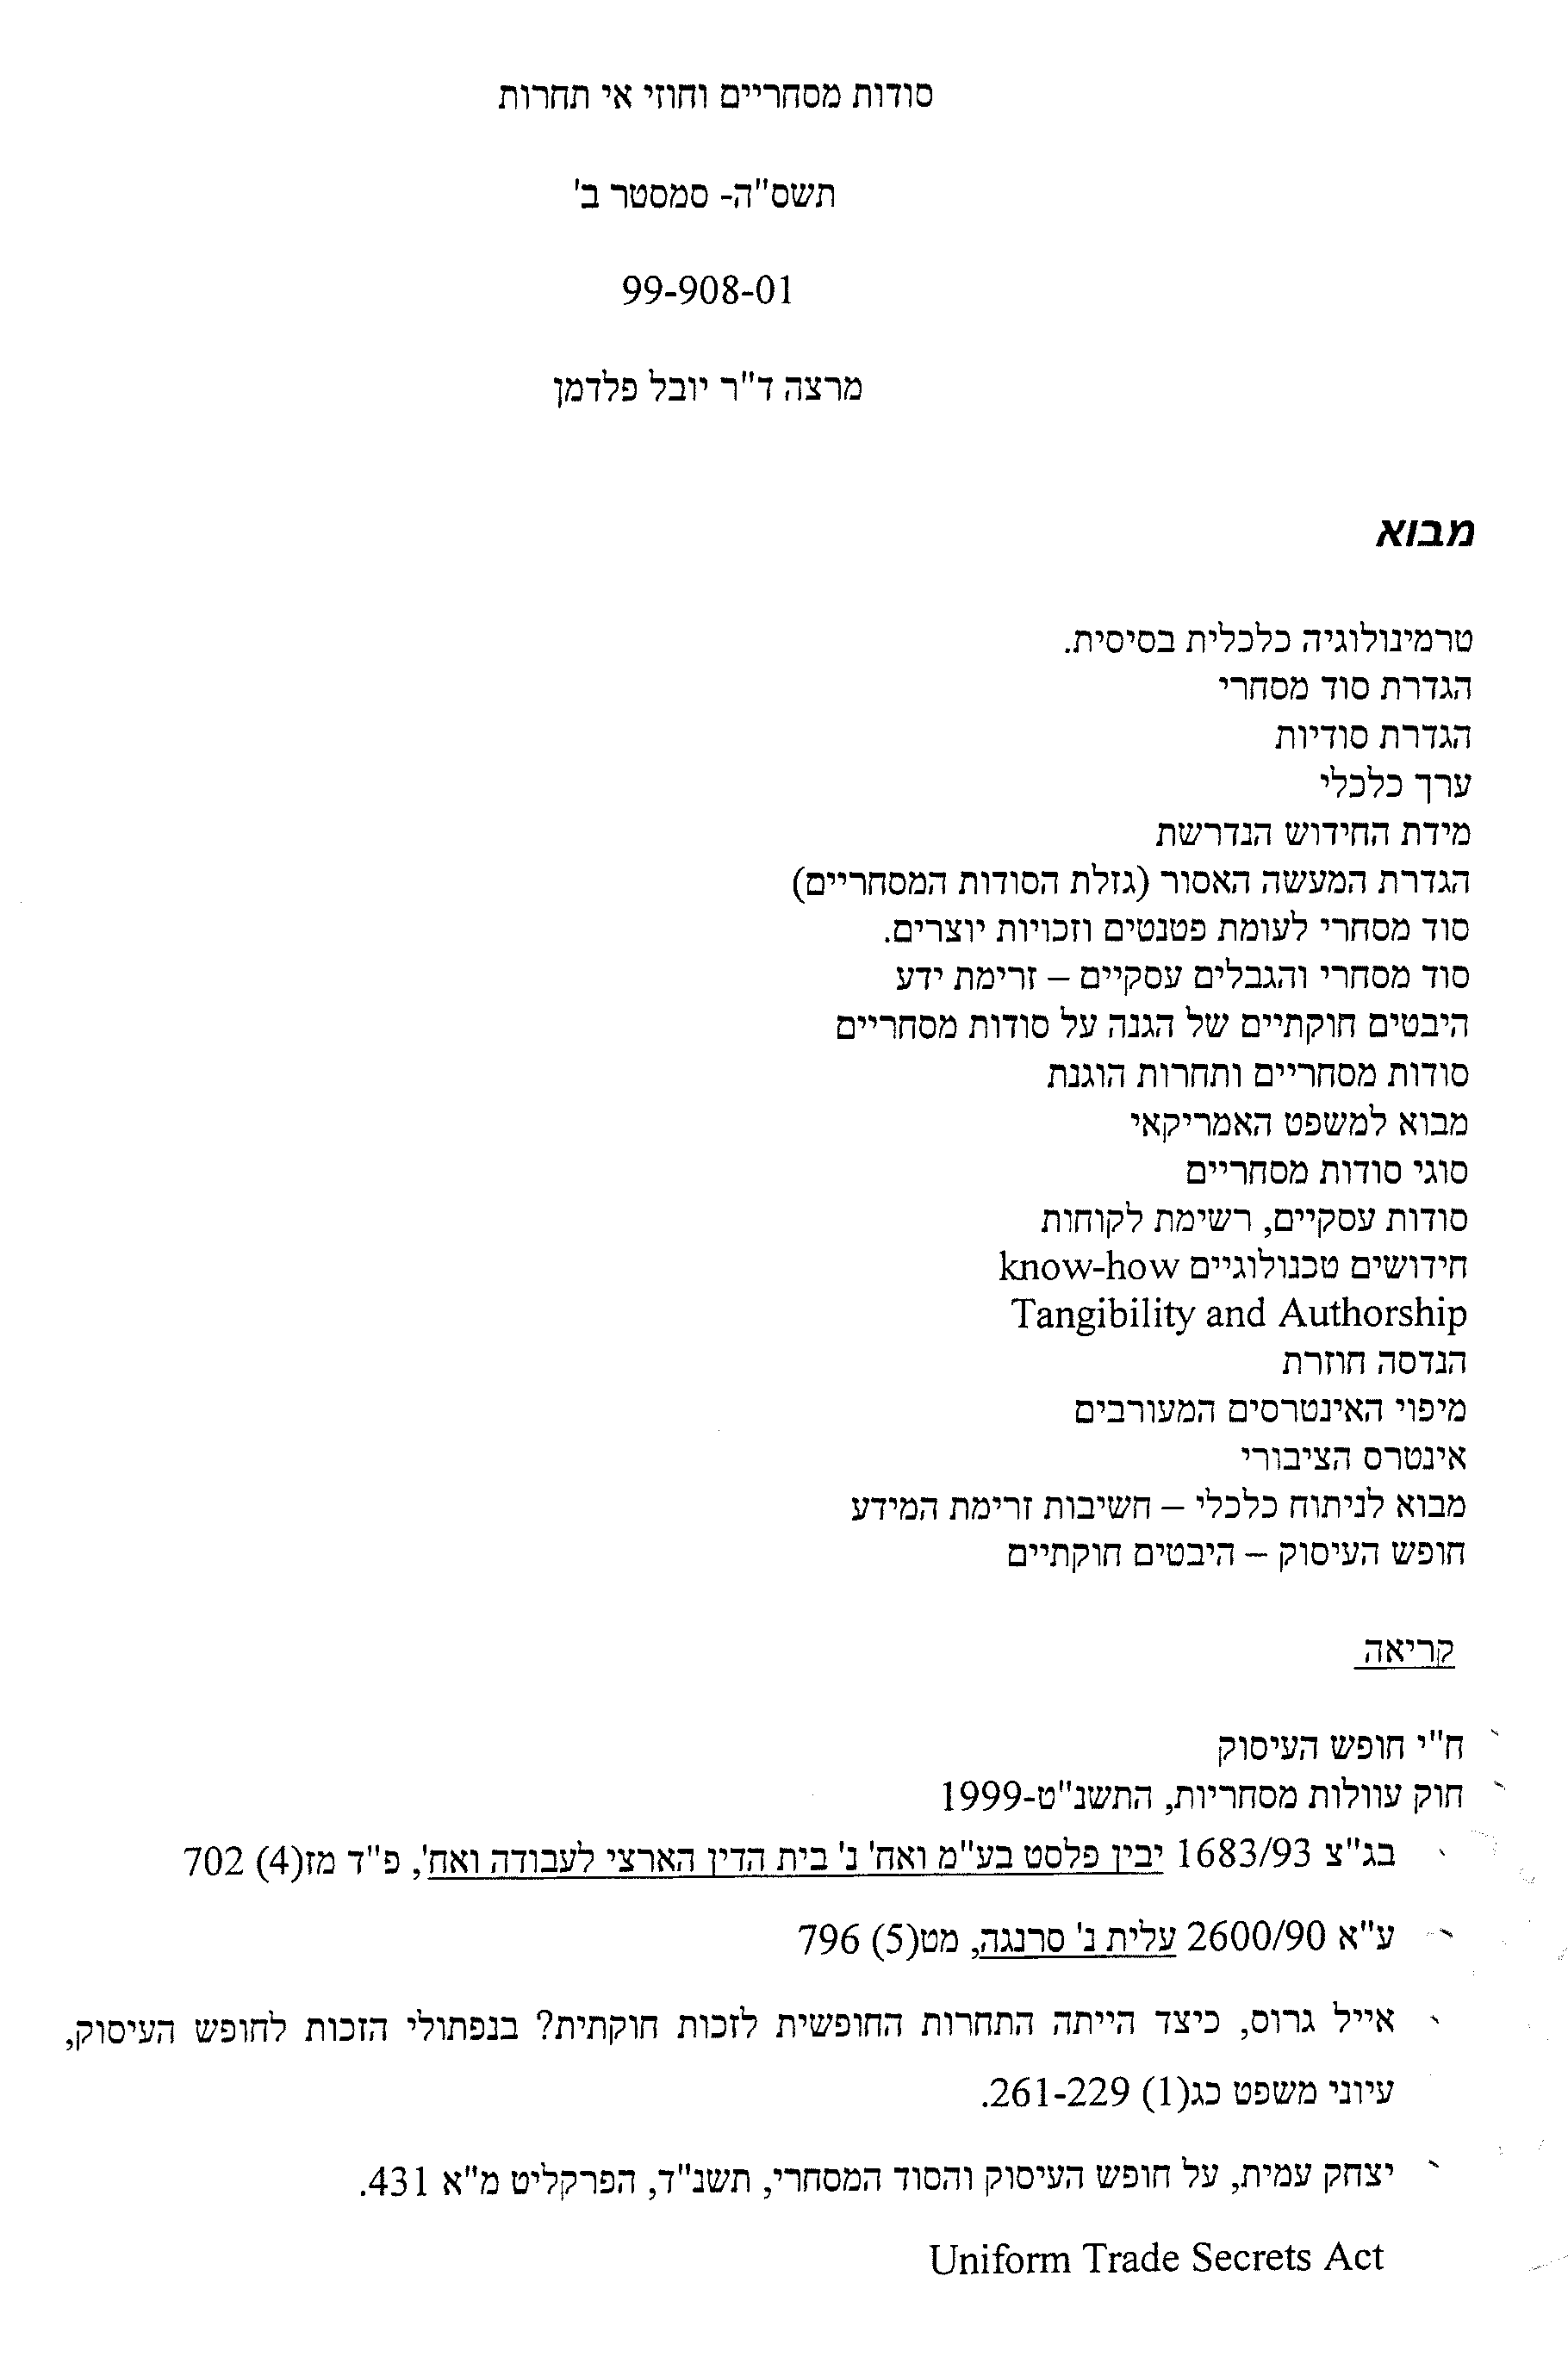 סודות מסחריים וחוזי אי תחרות
תשס"ה- סמסטר ב'
99-908-01
מרצה ד"ר יובל פלדמן
מבוא
טרמינולוגיה כלכלית בסיסית.
הגדרת סוד מסחרי
הגדרת סודיות
ערך כלכלי
מידת החידוש הנדרשת
הגדרת המעשה האסור (גזלת הסודות המסחריים)
סוד מסחרי לעומת פטנטים וזכויות יוצרים.
סוד מסחרי והגבלים עסקיים – זרימת ידע
היבטים חוקתיים של הגנה על סודות מסחריים
סודות מסחריים ותחרות הוגנת
מבוא למשפט האמריקאי
סוגי סודות מסחריים
סודות עסקיים, רשימת לקוחות
חידושים טכנולוגיים know-how
Tangibility and Authorship
הנדסה חוזרת
מיפוי האינטרסים המעורבים
אינטרס הציבורי
מבוא לניתוח כלכלי – חשיבות זרימת המידע
חופש העיסוק – היבטים חוקתיים
קריאה
ח"י חופש העיסוק
חוק עוולות מסחריות, התשנ"ט-1999
בג"צ 1683/93 יבין פלסט בע"מ ואח' נ' בית הדין הארצי לעבודה ואח', פ"ד מז(4) 702
ע"א 2600/90 עלית נ' סרנגה, מט(5) 796
אייל גרוס, כיצד הייתה התחרות החופשית לזכות חוקתית? בנפתולי הזכות לחופש העיסוק,
עיוני משפט כג(1) 261-229.
יצחק עמית, על חופש העיסוק והסוד המסחרי, תשנ"ד, הפרקליט מ"א 431.
Uniform Trade Secrets Act